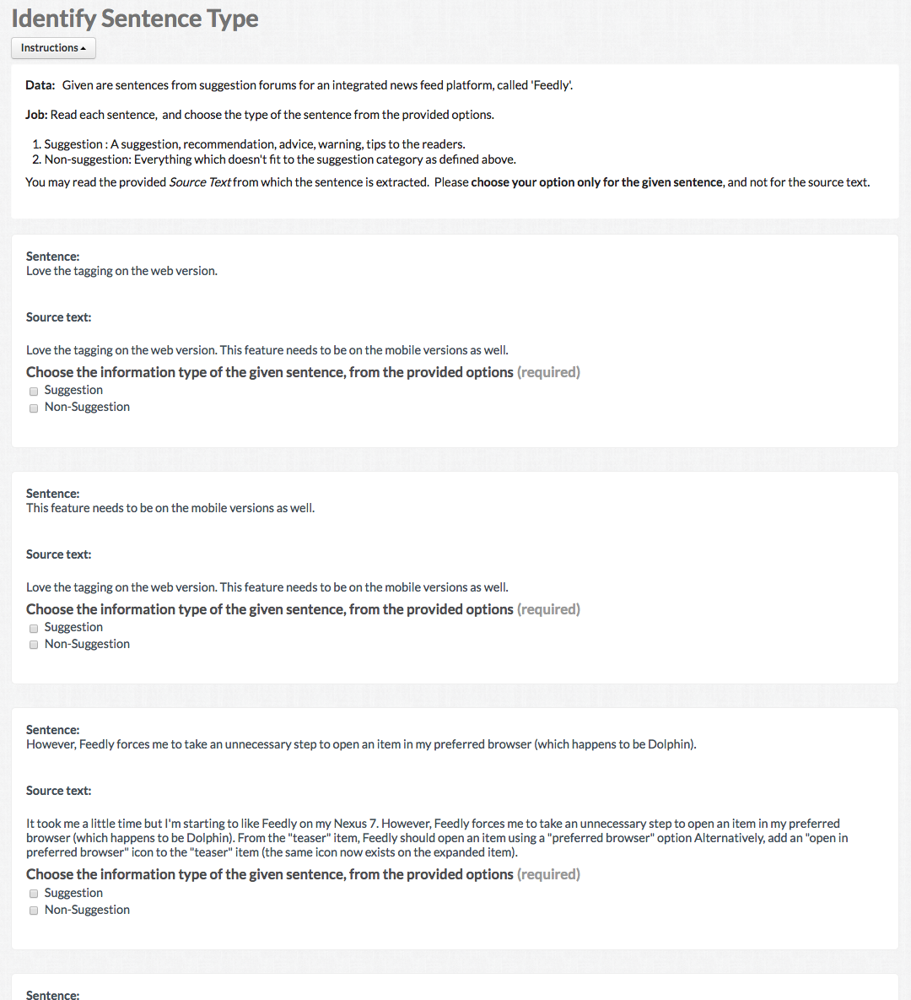 Identify Sentence Type
Instructions
Data: Given are sentences from suggestion forums for an integrated news feed platform, called 'Feedly'.
Job: Read each sentence, and choose the type of the sentence from the provided options.
1. Suggestion : A suggestion, recommendation, advice, warning, tips to the readers.
2. Non-suggestion: Everything which doesn't fit to the suggestion category as defined above.
You may read the provided Source Text from which the sentence is extracted. Please choose your option only for the given sentence, and not for the source text.
Sentence:
Love the tagging on the web version.
Source text:
Love the tagging on the web version. This feature needs to be on the mobile versions as well.
Choose the information type of the given sentence, from the provided options (required)
Suggestion
Non-Suggestion
Sentence:
This feature needs to be on the mobile versions as well.
Source text:
Love the tagging on the web version. This feature needs to be on the mobile versions as well.
Choose the information type of the given sentence, from the provided options (required)
Suggestion
Non-Suggestion
Sentence:
However, Feedly forces me to take an unnecessary step to open an item in my preferred browser (which happens to be Dolphin).
Source text:
It took me a little time but I'm starting to like Feedly on my Nexus 7. However, Feedly forces me to take an unnecessary step to open an item in my preferred
browser (which happens to be Dolphin). From the "teaser" item, Feedly should open an item using a "preferred browser" option Alternatively, add an "open in
preferred browser" icon to the "teaser" item (the same icon now exists on the expanded item).
Choose the information type of the given sentence, from the provided options (required)
Suggestion
Non-Suggestion
Sentence: